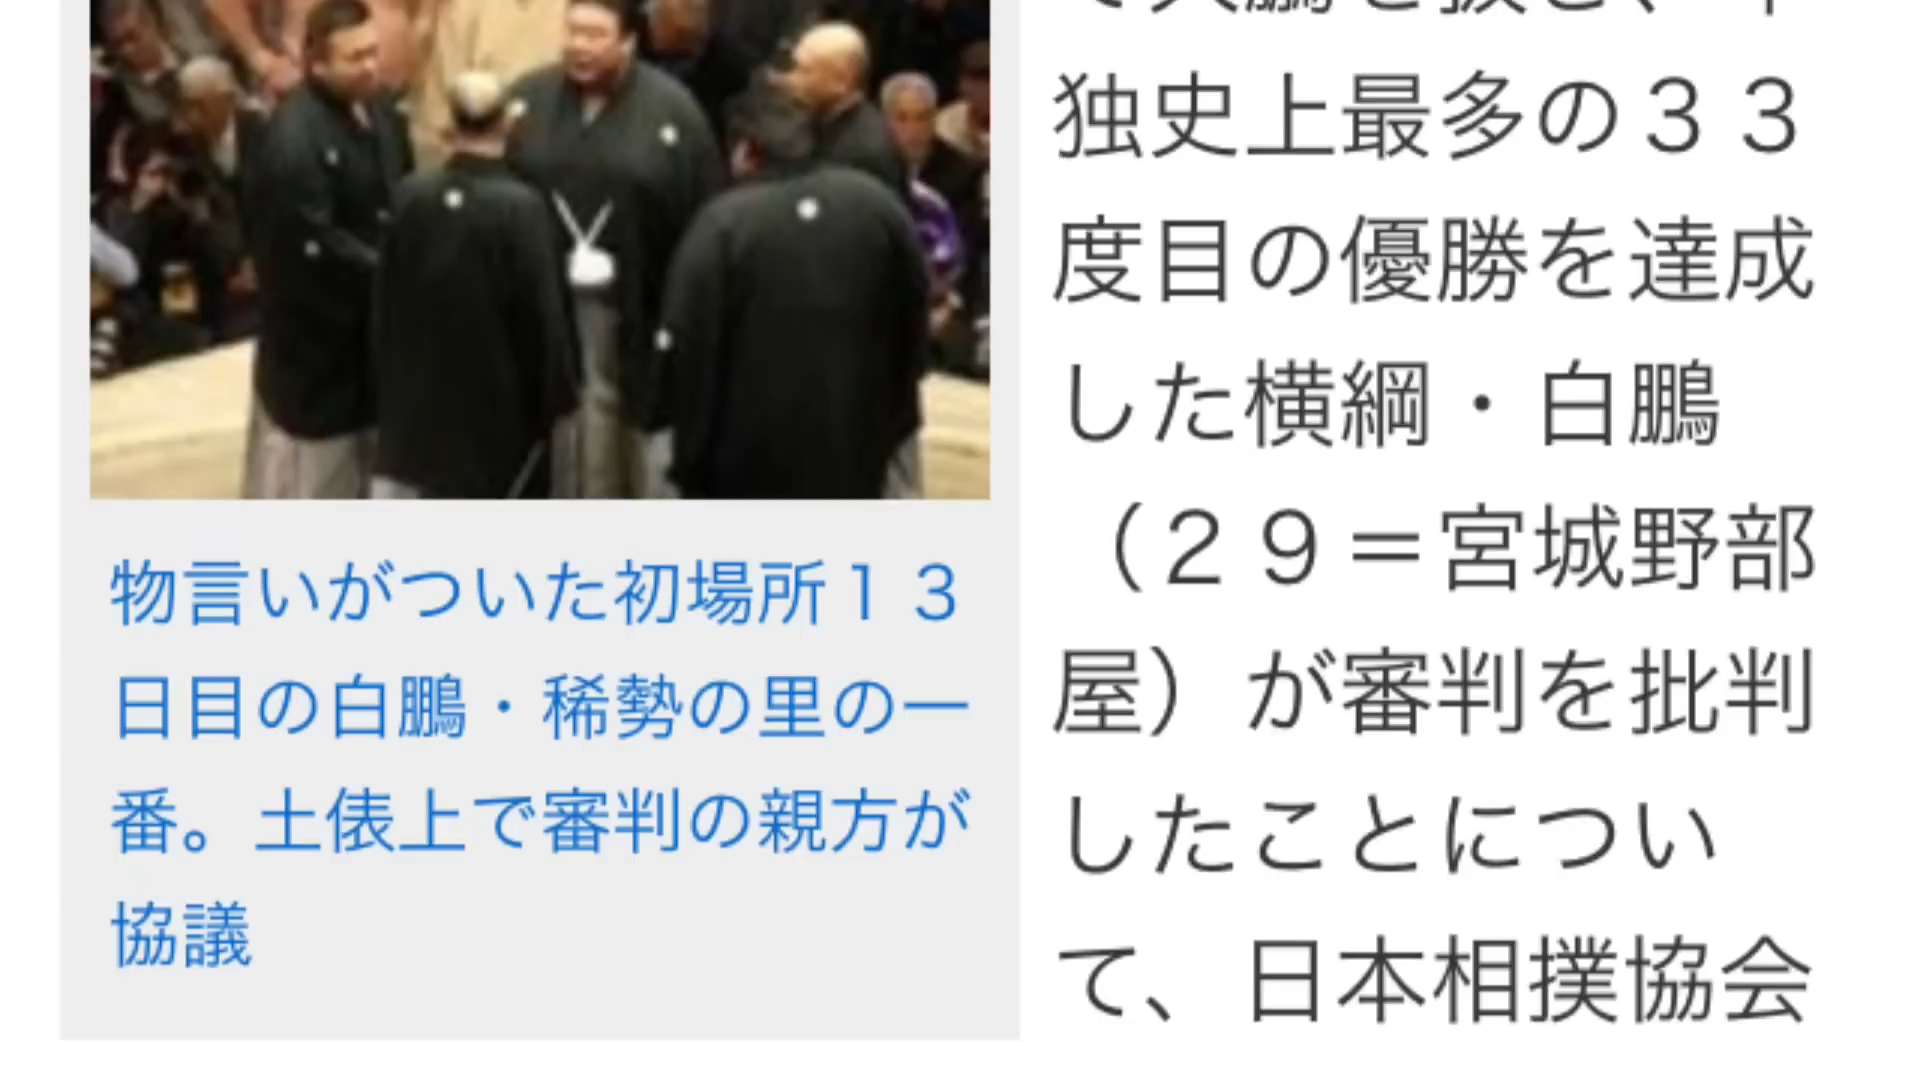 物言いがついた初場所１３
日目の白鵬・稀勢の里の一
番。土俵上で審判の親方が
協議
独史上最多の３３
度目の優勝を達成
した横綱・白鵬
（２９＝宮城野部
屋）が審判を批判
したことについ
て、日本相撲協会